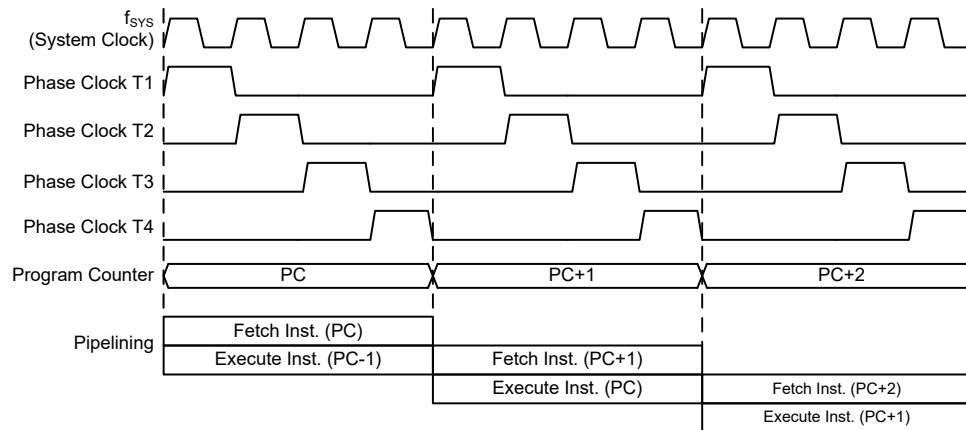 fSYS
(System Clock)
Phase Clock T1
Phase Clock T2
Phase Clock T3
Phase Clock T4
Program Counter PC PC+1 PC+2
Pipelining
Fetch Inst. (PC)
Execute Inst. (PC-1) Fetch Inst. (PC+1)
Execute Inst. (PC) Fetch Inst. (PC+2)
Execute Inst. (PC+1)